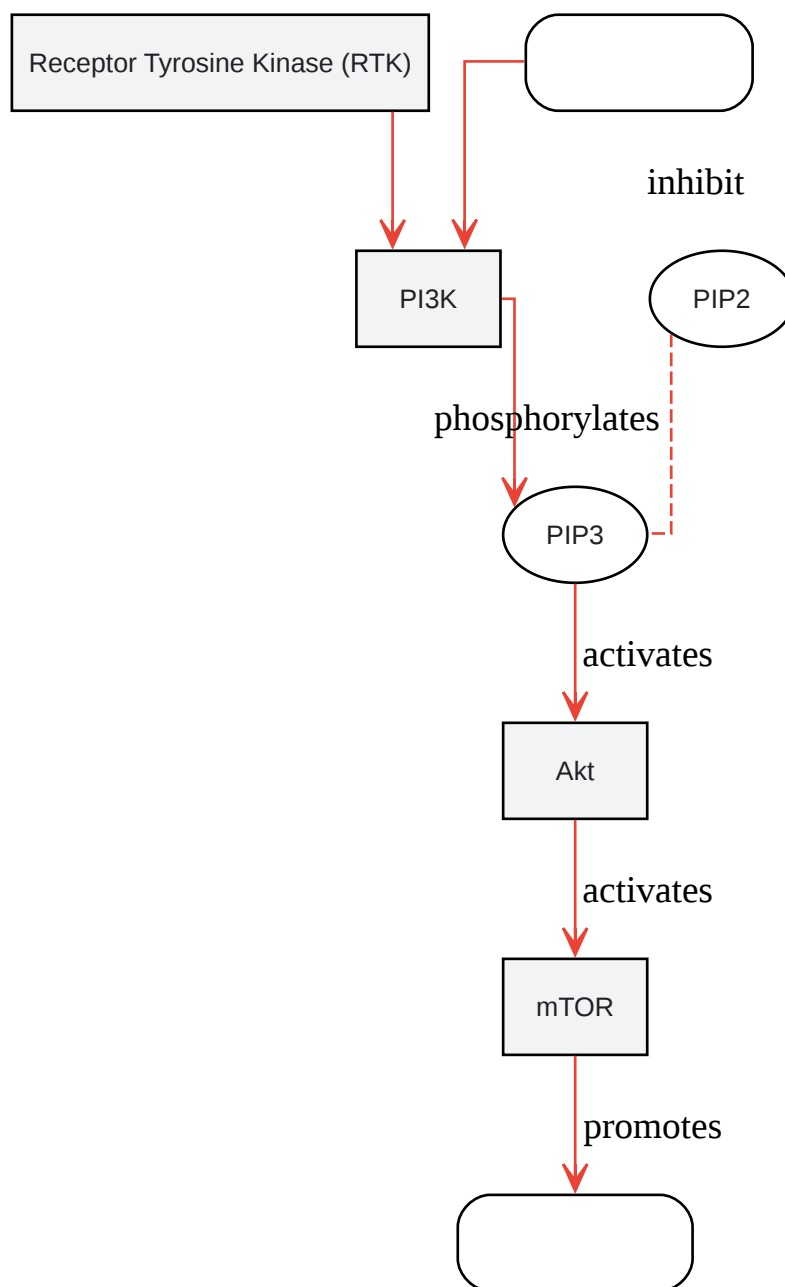 Receptor Tyrosine Kinase (RTK)
inhibit
PI3K
PIP2
phosphorylates
PIP3
activates
Akt
activates
mTOR
promotes